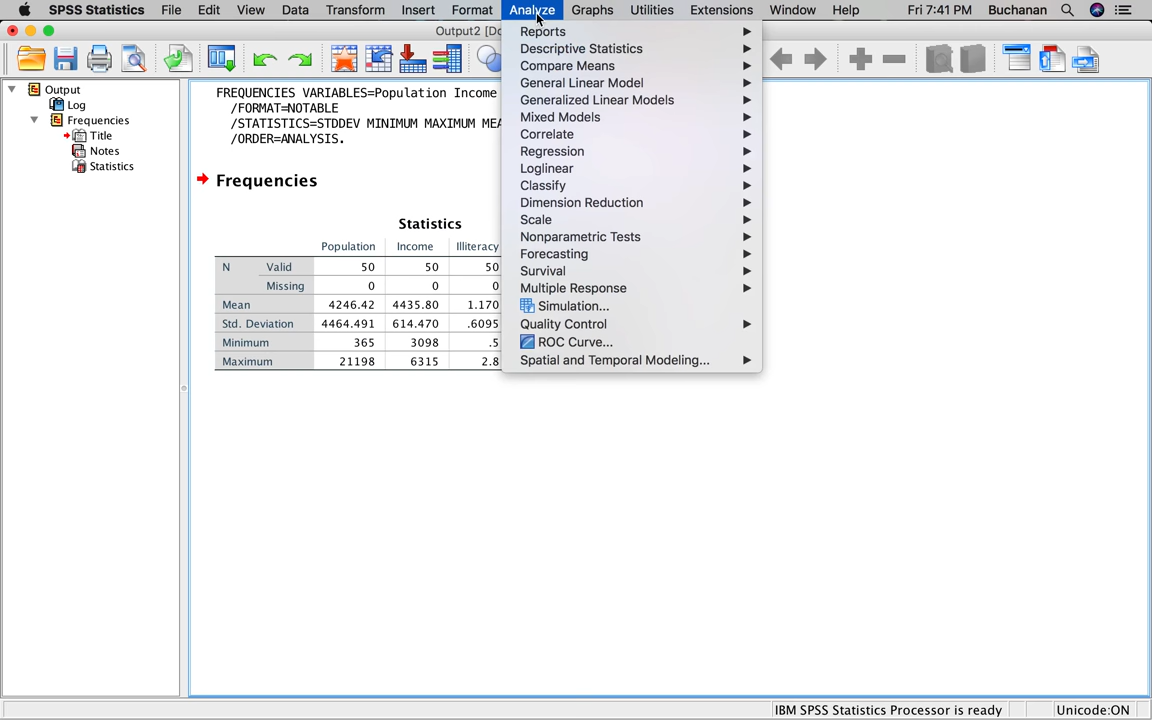 SPSS Statistics File Edit View Data Transform Insert Format Analyze Graphs Utilities Extensions Window Help Fri 7:41 PM Buchanan
Output2 [Do
Output
Log
Frequencies
Title
Notes
Statistics
FREQUENCIES VARIABLES=Population Income
/FORMAT=NOTABLE
/STATISTICS=STDDEV MINIMUM MAXIMUM MEA
/ORDER=ANALYSIS.
Frequencies
Statistics
Population Income Illiteracy
N Valid 50 50 50
Missing 0 0 0
Mean 4246.42 4435.80 1.170
Std. Deviation 4464.491 614.470 .6095
Minimum 365 3098 .5
Maximum 21198 6315 2.8
Reports
Descriptive Statistics
Compare Means
General Linear Model
Generalized Linear Models
Mixed Models
Correlate
Regression
Loglinear
Classify
Dimension Reduction
Scale
Nonparametric Tests
Forecasting
Survival
Multiple Response
Simulation...
Quality Control
ROC Curve...
Spatial and Temporal Modeling...
IBM SPSS Statistics Processor is ready Unicode:ON